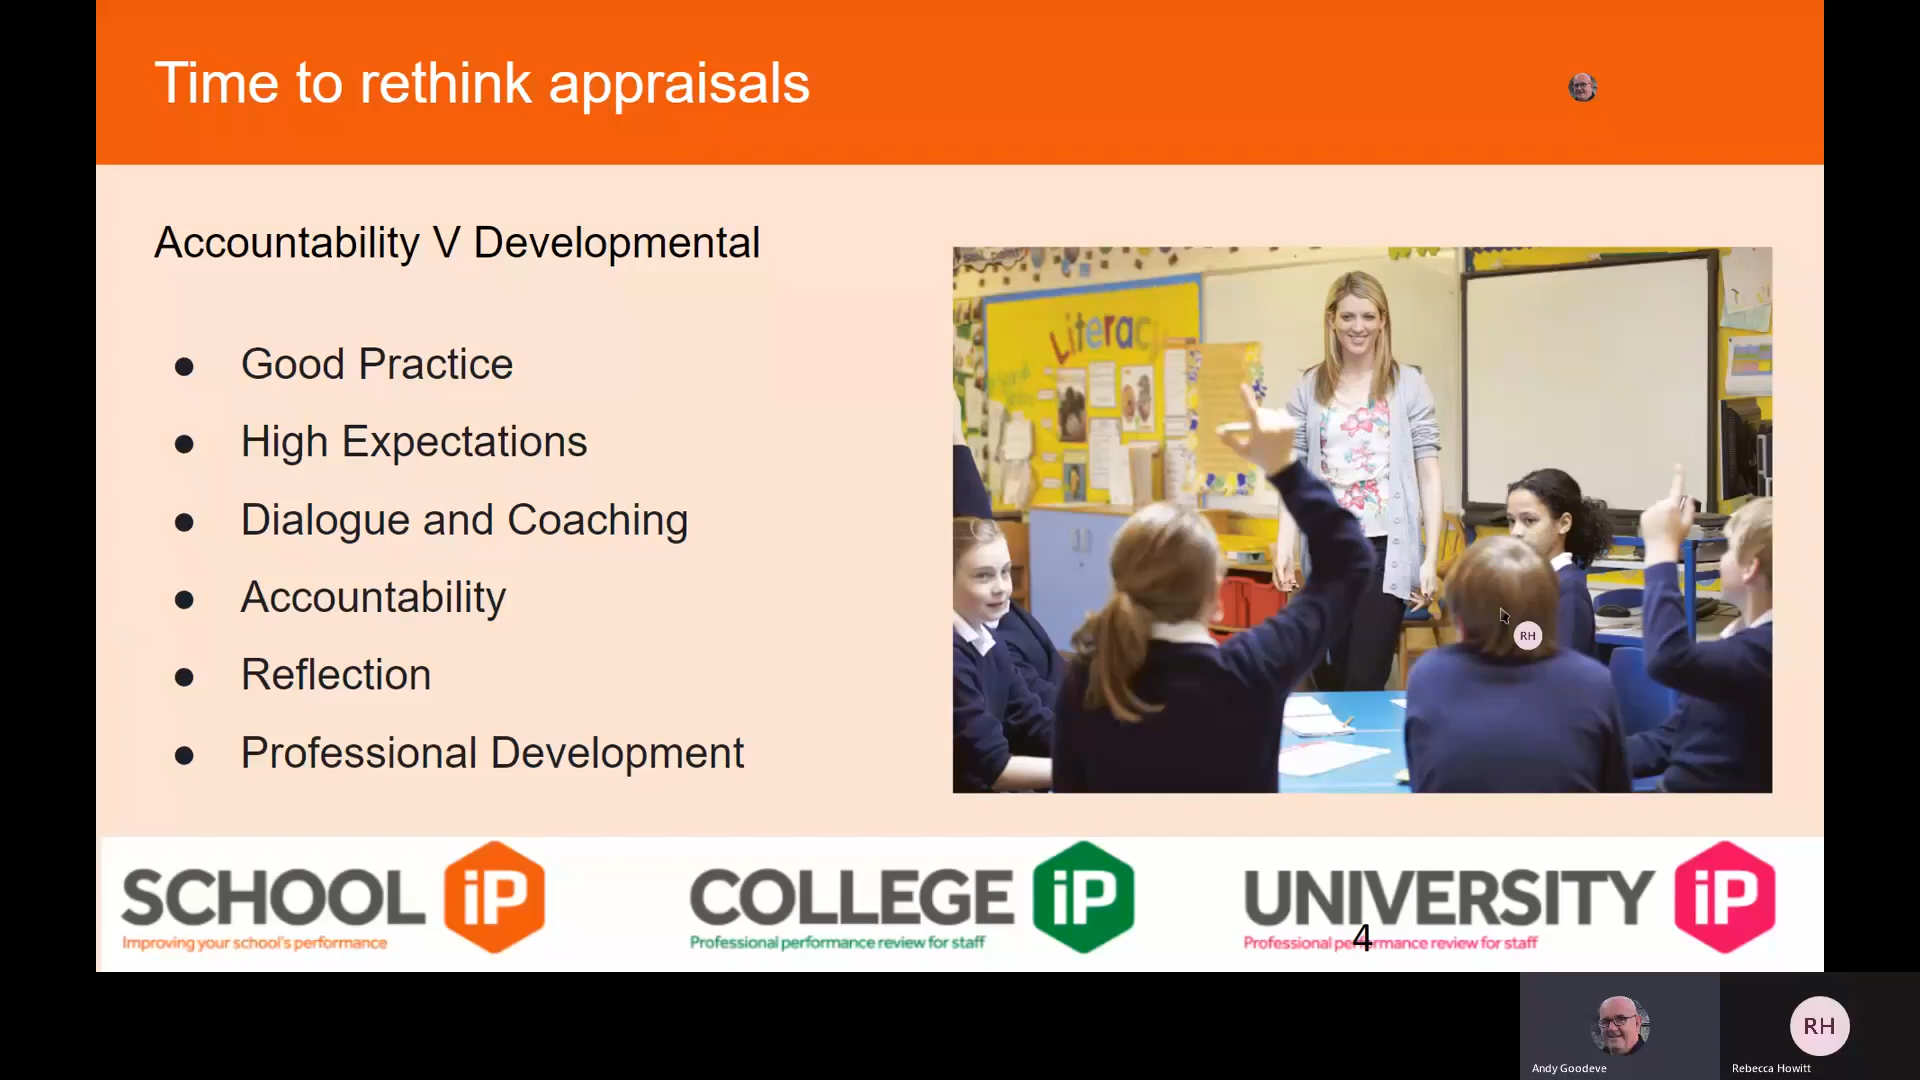 Time to rethink appraisals
Accountability V Developmental
● Good Practice
● High Expectations
● Dialogue and Coaching
● Accountability
● Reflection
● Professional Development
Literacy
RH
SCHOOL iP
Improving your school's performance
COLLEGE iP
Professional performance review for staff
UNIVERSITY iP
Professional performance review for staff
4
RH
Andy Goodeve
Rebecca Howitt